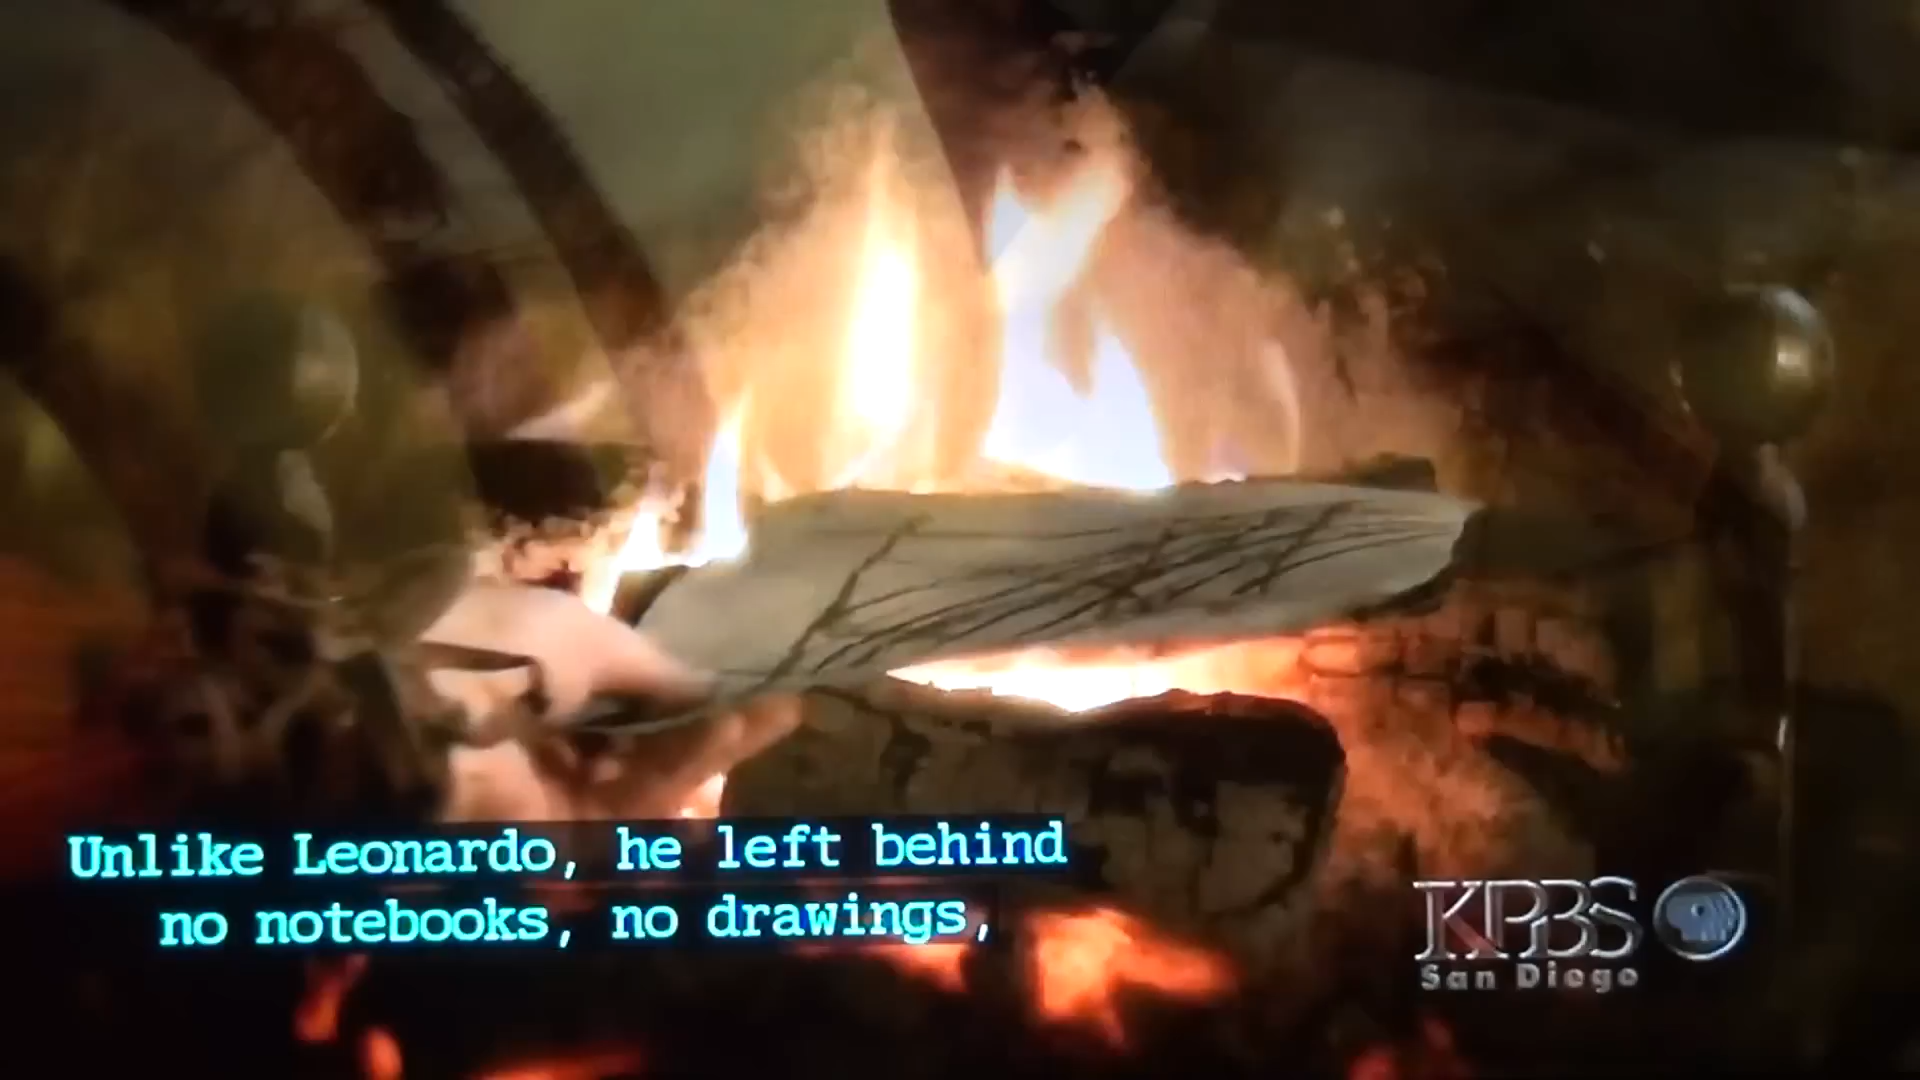 Unlike Leonardo, he left behind
no notebooks, no drawings,
KPBS
San Diego